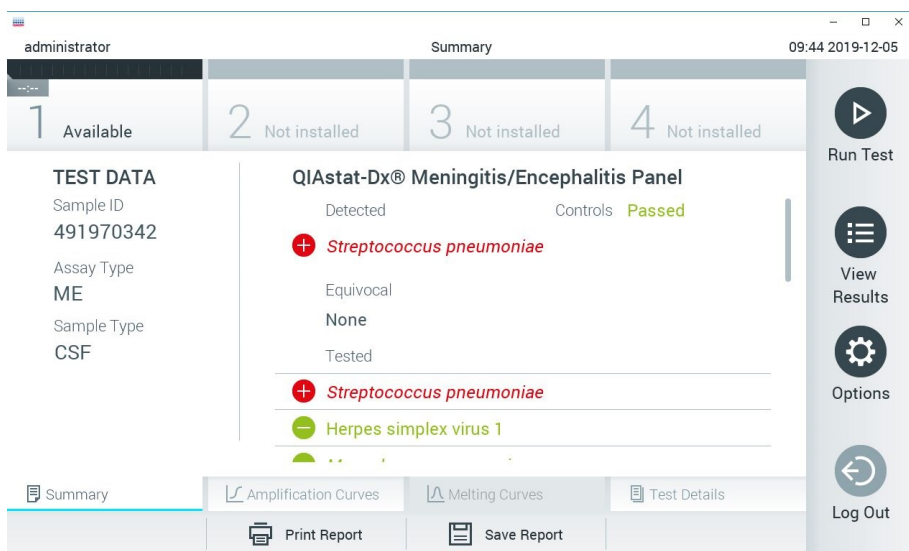 administrator
Summary
09:44 2019-12-05
--:--
1 Available
2 Not installed
3 Not installed
4 Not installed
Run Test
View
Results
Options
Log Out
TEST DATA
Sample ID
491970342
Assay Type
ME
Sample Type
CSF
QIAstat-Dx® Meningitis/Encephalitis Panel
Detected
Controls Passed
Streptococcus pneumoniae
Equivocal
None
Tested
Streptococcus pneumoniae
Herpes simplex virus 1
Summary
Amplification Curves
Melting Curves
Test Details
Print Report
Save Report